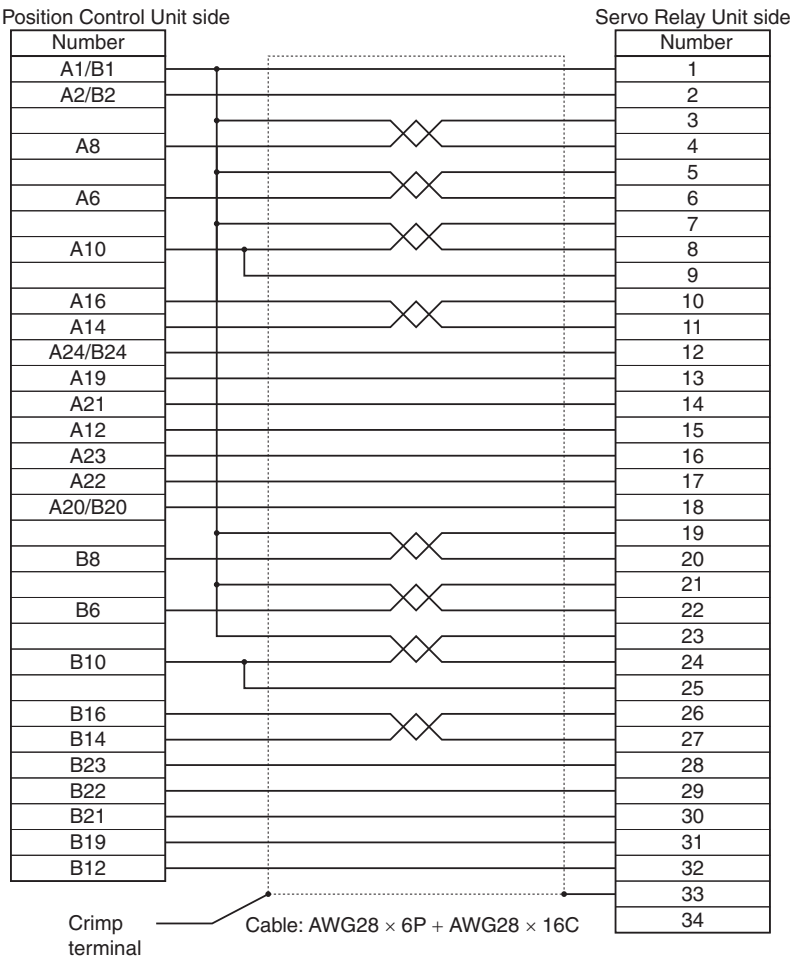 Position Control Unit side Servo Relay Unit side
Number Number
A1/B1 1
A2/B2 2
3
A8 4
5
A6 6
7
A10 8
9
A16 10
A14 11
A24/B24 12
A19 13
A21 14
A12 15
A23 16
A22 17
A20/B20 18
19
B8 20
21
B6 22
23
B10 24
25
B16 26
B14 27
B23 28
B22 29
B21 30
B19 31
B12 32
33
Crimp Cable: AWG28 × 6P + AWG28 × 16C 34
terminal